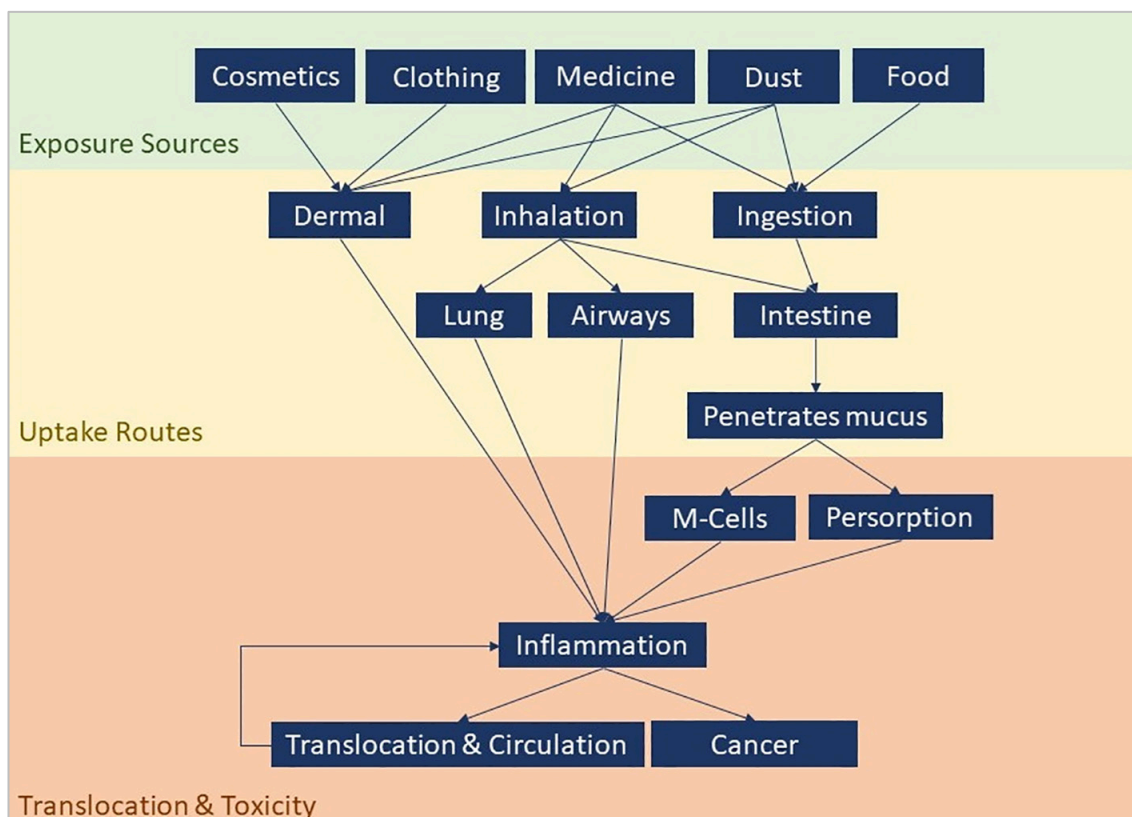 Cosmetics
Clothing
Medicine
Dust
Food
Exposure Sources
Dermal
Inhalation
Ingestion
Lung
Airways
Intestine
Penetrates mucus
Uptake Routes
M-Cells
Persorption
Inflammation
Translocation & Circulation
Cancer
Translocation & Toxicity